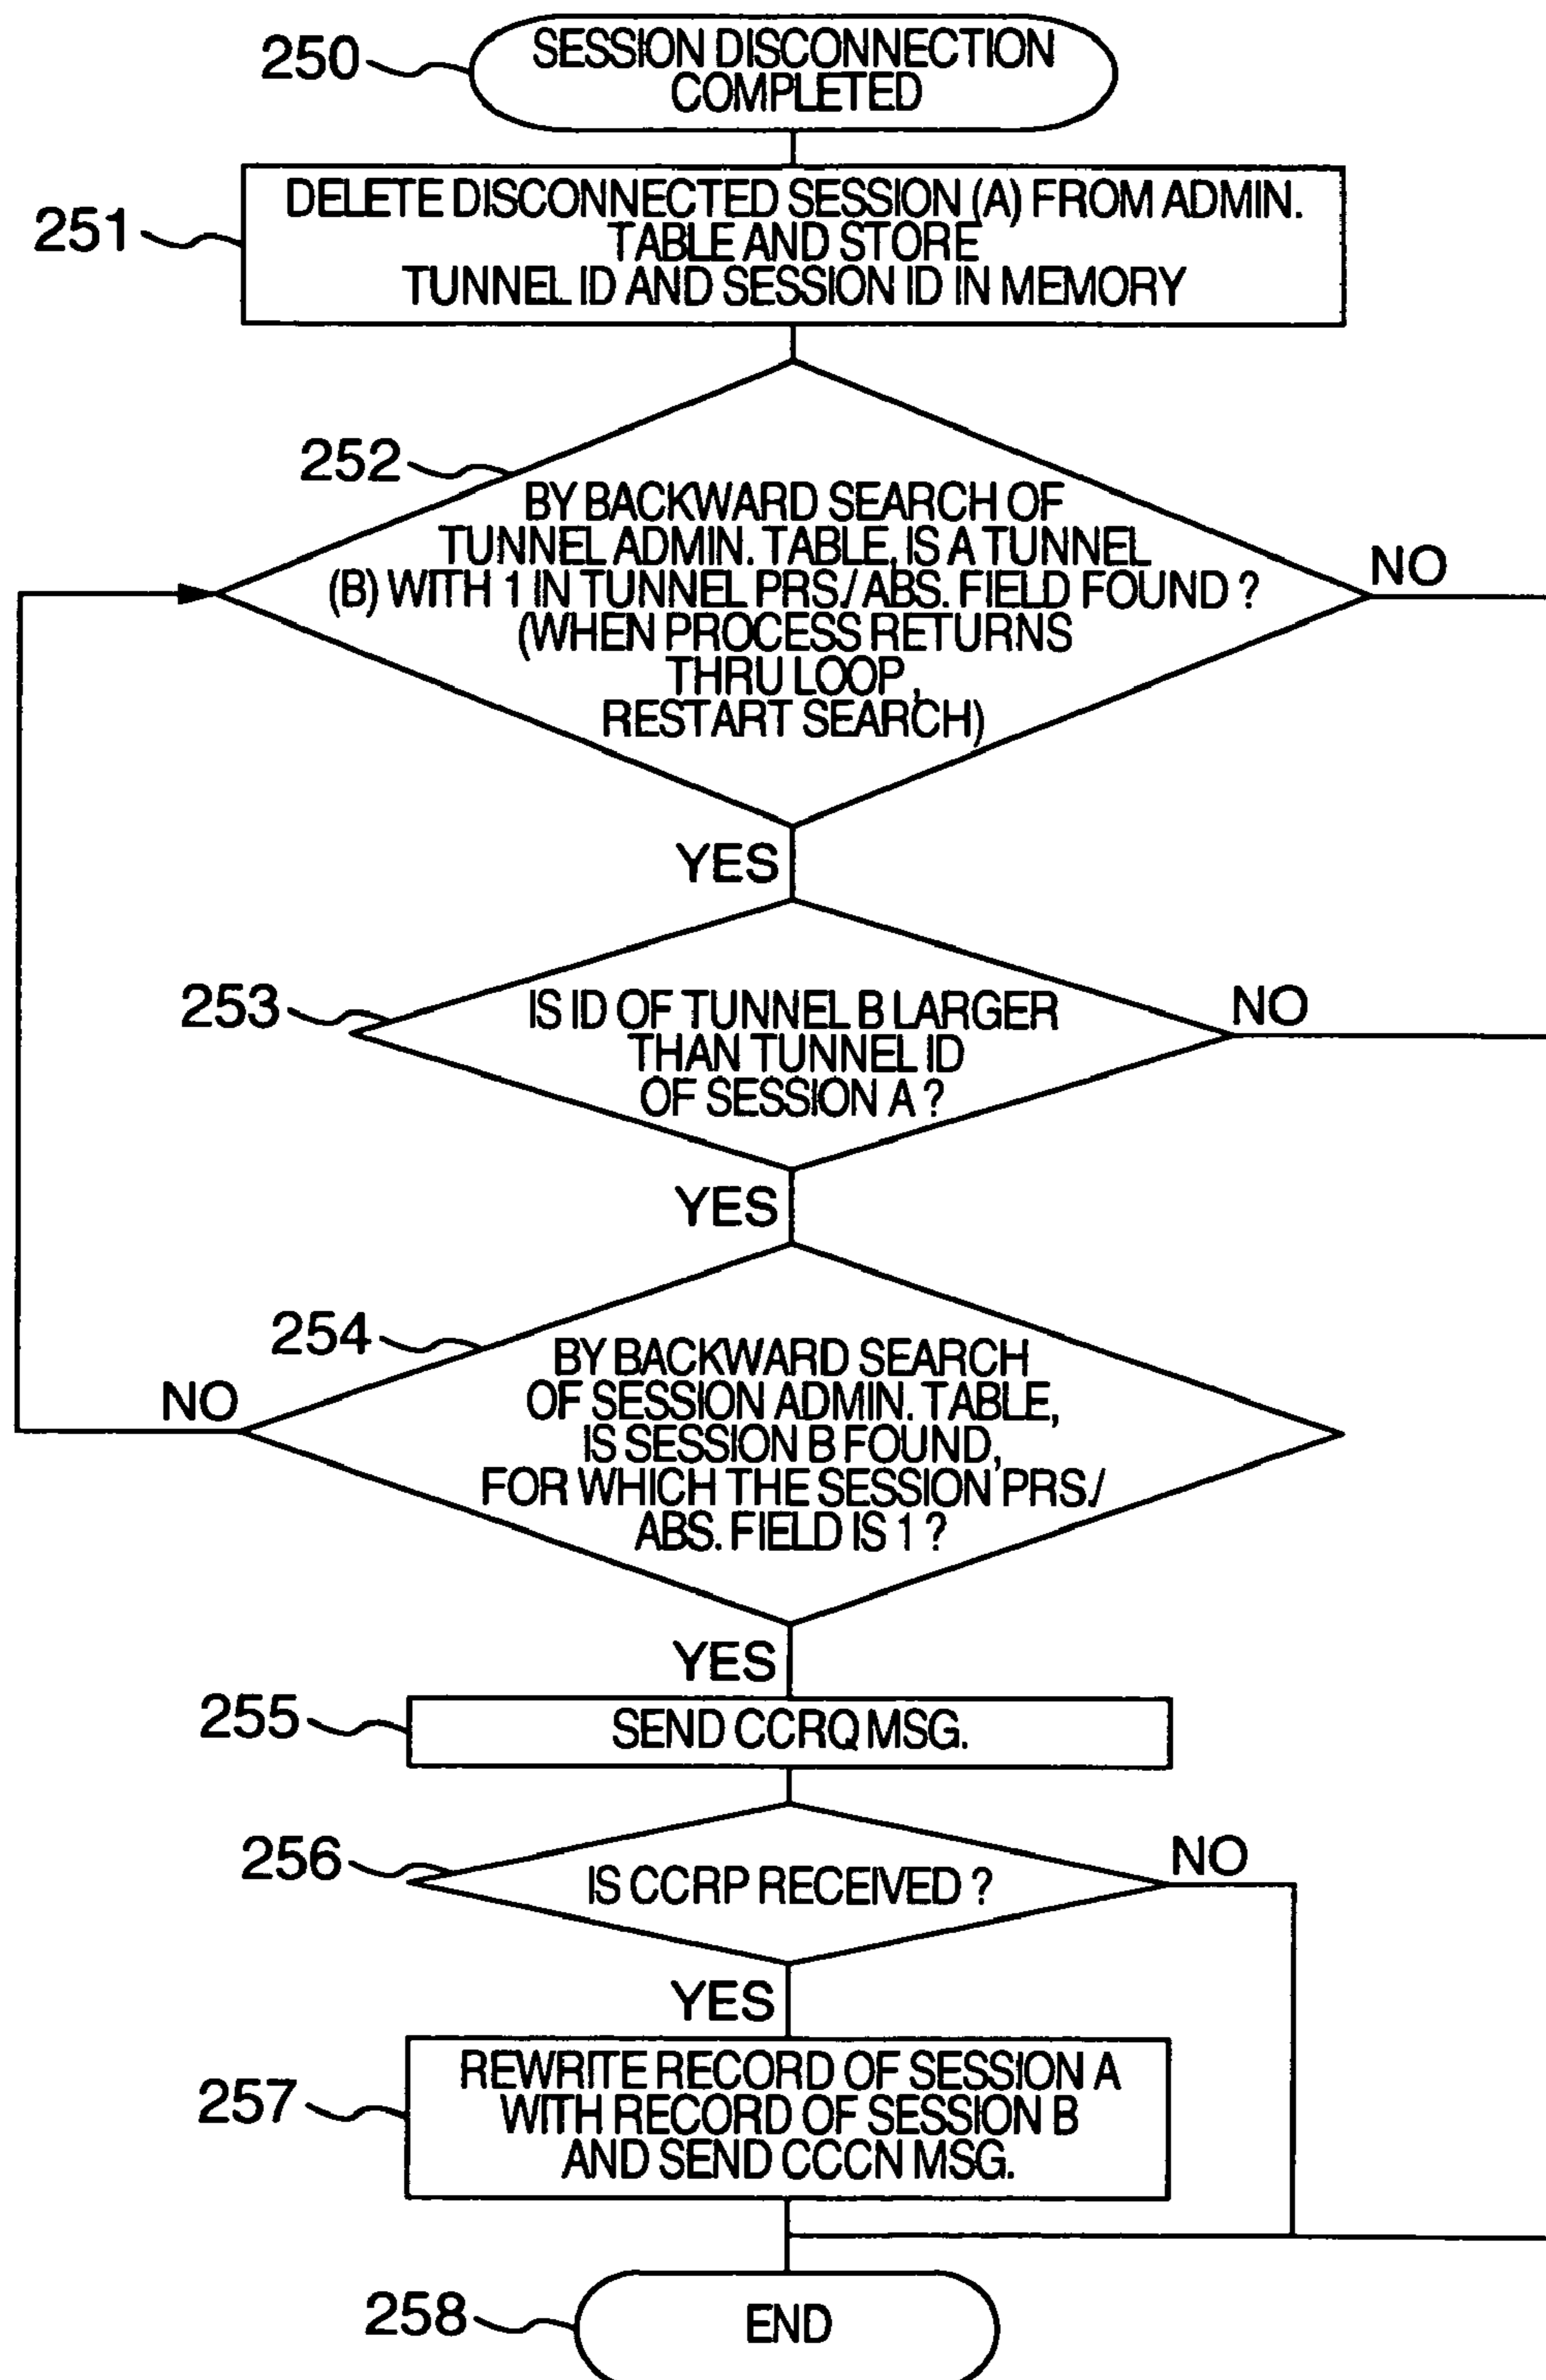 250
SESSION DISCONNECTION
COMPLETED
251
DELETE DISCONNECTED SESSION (A) FROM ADMIN.
TABLE AND STORE
TUNNEL ID AND SESSION ID IN MEMORY
252
BY BACKWARD SEARCH OF
TUNNEL ADMIN. TABLE, IS A TUNNEL
(B) WITH 1 IN TUNNEL PRS./ABS. FIELD FOUND ?
(WHEN PROCESS RETURNS
THRU LOOP,
RESTART SEARCH)
NO
YES
253
IS ID OF TUNNEL B LARGER
THAN TUNNEL ID
OF SESSION A ?
NO
YES
254
BY BACKWARD SEARCH
OF SESSION ADMIN. TABLE,
IS SESSION B FOUND,
FOR WHICH THE SESSION PRS./
ABS. FIELD IS 1 ?
NO
YES
255
SEND CCRQ MSG.
256
IS CCRP RECEIVED ?
NO
YES
257
REWRITE RECORD OF SESSION A
WITH RECORD OF SESSION B
AND SEND CCCN MSG.
258
END